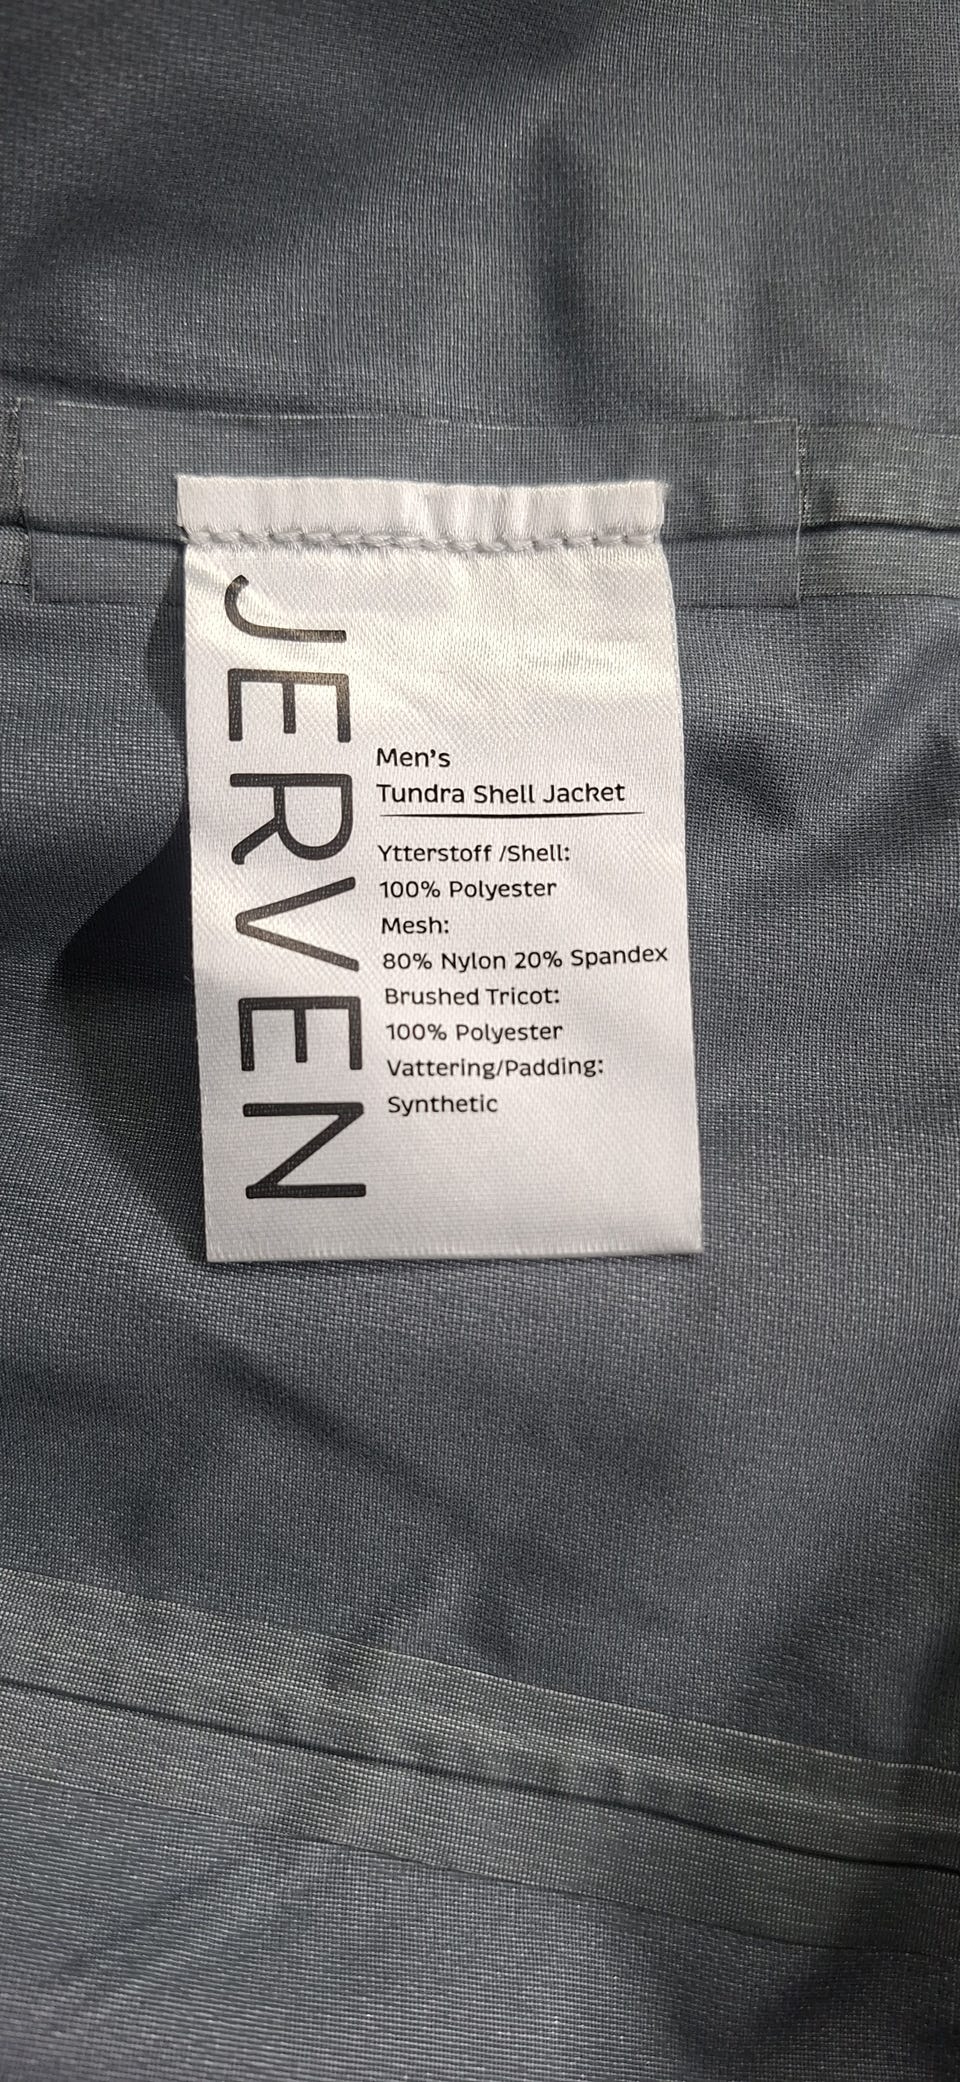 JERVEN
Men's
Tundra Shell Jacket
Ytterstoff /Shell:
100% Polyester
Mesh:
80% Nylon 20% Spandex
Brushed Tricot:
100% Polyester
Vattering/Padding:
Synthetic